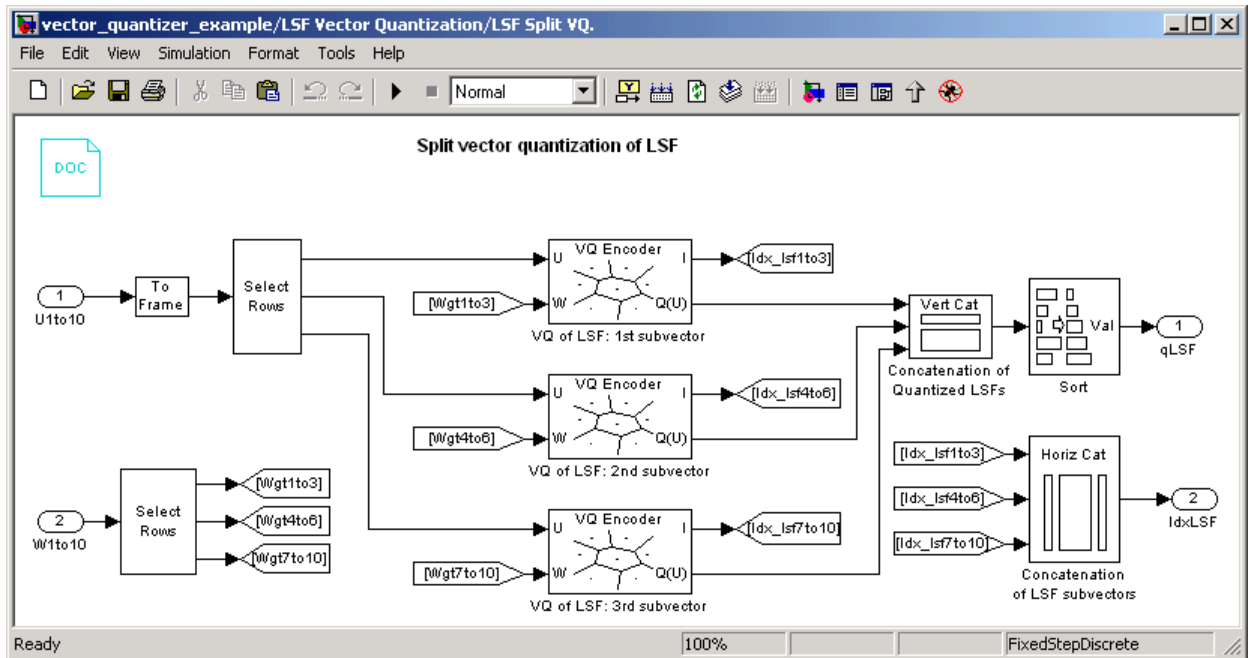 vector_quantizer_example/LSF Vector Quantization/LSF Split VQ.
File Edit View Simulation Format Tools Help
Normal
Split vector quantization of LSF
DOC
1
U1to10
To
Frame
Select
Rows
U
VQ Encoder
I
[Idx_lsf1to3]
[Wgt1to3]
W
Q(U)
VQ of LSF: 1st subvector
Vert Cat
Concatenation of
Quantized LSFs
Val
Sort
1
qLSF
U
VQ Encoder
I
[Idx_lsf4to6]
[Wgt4to6]
W
Q(U)
VQ of LSF: 2nd subvector
2
W1to10
Select
Rows
[Wgt1to3]
[Wgt4to6]
[Wgt7to10]
U
VQ Encoder
I
[Idx_lsf7to10]
[Wgt7to10]
W
Q(U)
VQ of LSF: 3rd subvector
[Idx_lsf1to3]
[Idx_lsf4to6]
[Idx_lsf7to10]
Horiz Cat
Concatenation
of LSF subvectors
2
IdxLSF
Ready
100%
FixedStepDiscrete